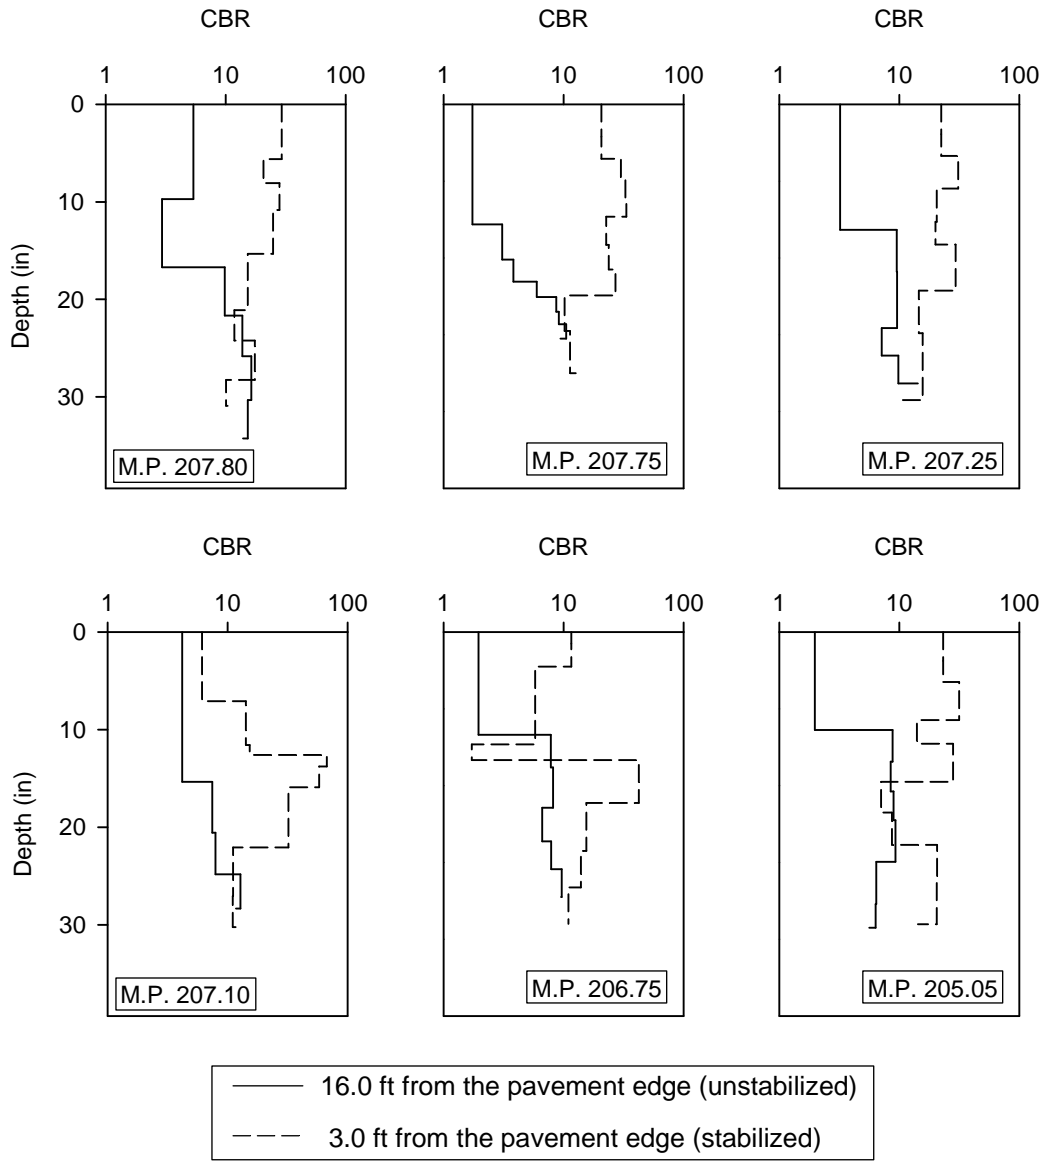 CBR CBR CBR
1 10 100 1 10 100 1 10 100
0
10
20
30
Depth (in)
M.P. 207.80 M.P. 207.75 M.P. 207.25
CBR CBR CBR
1 10 100 1 10 100 1 10 100
0
10
20
30
Depth (in)
M.P. 207.10 M.P. 206.75 M.P. 205.05
16.0 ft from the pavement edge (unstabilized)
3.0 ft from the pavement edge (stabilized)